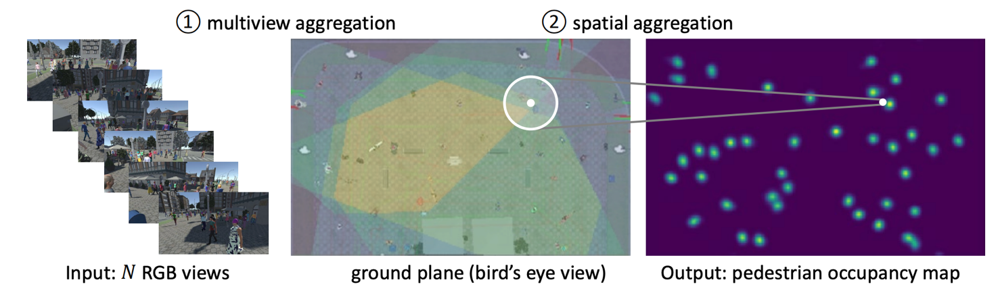 ① multiview aggregation
② spatial aggregation
Input: N RGB views
ground plane (bird’s eye view)
Output: pedestrian occupancy map